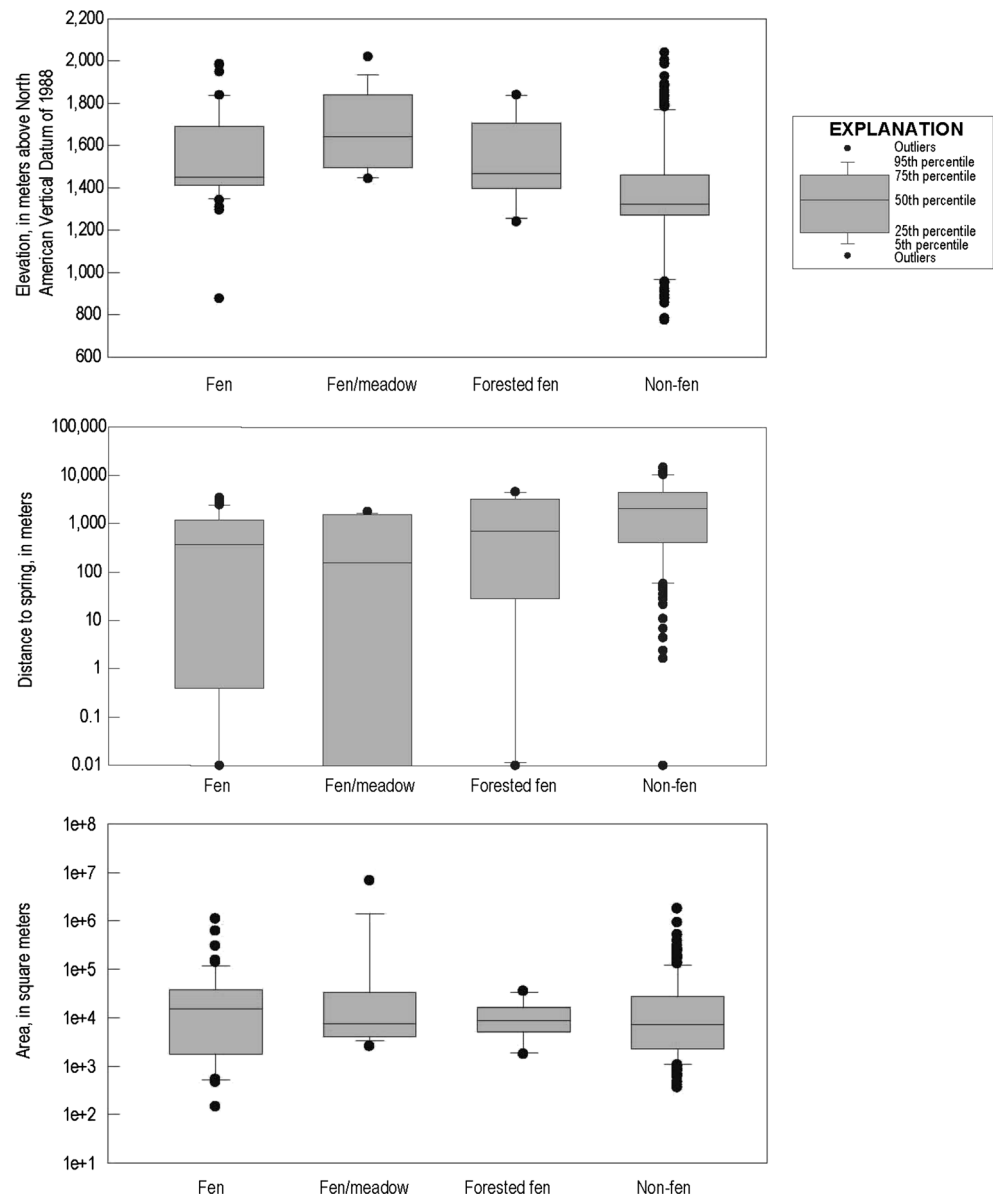 2,200
2,000
1,800
1,600
1,400
1,200
1,000
800
600
Elevation, in meters above North
American Vertical Datum of 1988
Fen Fen/meadow Forested fen Non-fen
EXPLANATION
Outliers
95th percentile
75th percentile
50th percentile
25th percentile
5th percentile
Outliers
100,000
10,000
1,000
100
10
1
0.1
0.01
Distance to spring, in meters
Fen Fen/meadow Forested fen Non-fen
1e+8
1e+7
1e+6
1e+5
1e+4
1e+3
1e+2
1e+1
Area, in square meters
Fen Fen/meadow Forested fen Non-fen